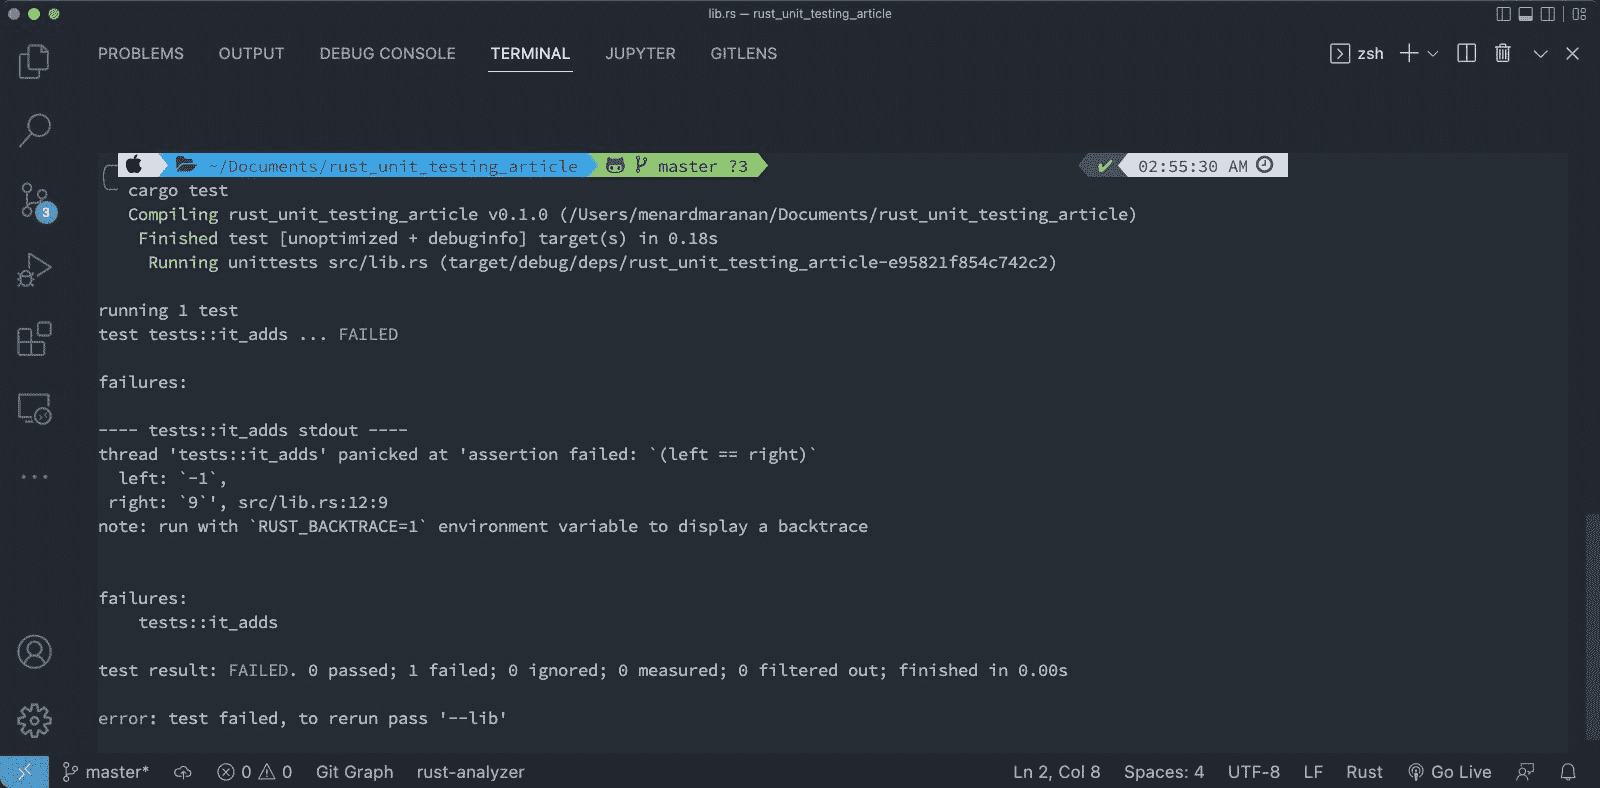 lib.rs — rust_unit_testing_article
PROBLEMS OUTPUT DEBUG CONSOLE TERMINAL JUPYTER GITLENS zsh
~/Documents/rust_unit_testing_article master ?3 ✔ 02:55:30 AM
cargo test
Compiling rust_unit_testing_article v0.1.0 (/Users/menardmaranan/Documents/rust_unit_testing_article)
Finished test [unoptimized + debuginfo] target(s) in 0.18s
Running unittests src/lib.rs (target/debug/deps/rust_unit_testing_article-e95821f854c742c2)
running 1 test
test tests::it_adds ... FAILED
failures:
---- tests::it_adds stdout ----
thread 'tests::it_adds' panicked at 'assertion failed: `(left == right)`
left: `-1`,
right: `9`', src/lib.rs:12:9
note: run with `RUST_BACKTRACE=1` environment variable to display a backtrace
failures:
tests::it_adds
test result: FAILED. 0 passed; 1 failed; 0 ignored; 0 measured; 0 filtered out; finished in 0.00s
error: test failed, to rerun pass '--lib'
3
master* 0 0 Git Graph rust-analyzer Ln 2, Col 8 Spaces: 4 UTF-8 LF Rust Go Live